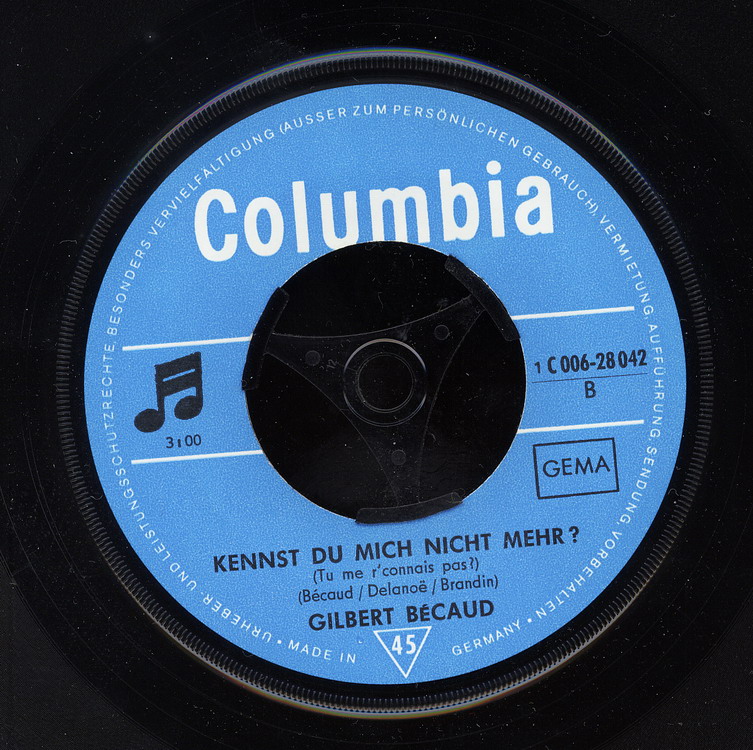 URHEBER- UND LEISTUNGSSCHUTZRECHTE, BESONDERS VERVIELFÄLTIGUNG (AUSSER ZUM PERSÖNLICHEN GEBRAUCH), VERMIETUNG, AUFFÜHRUNG, SENDUNG VORBEHALTEN •
Columbia
1 C 006-28 042
B
3:00
GEMA
KENNST DU MICH NICHT MEHR?
(Tu me r'connais pas?)
(Bécaud / Delanoë / Brandin)
GILBERT BÉCAUD
45
• MADE IN GERMANY •
12